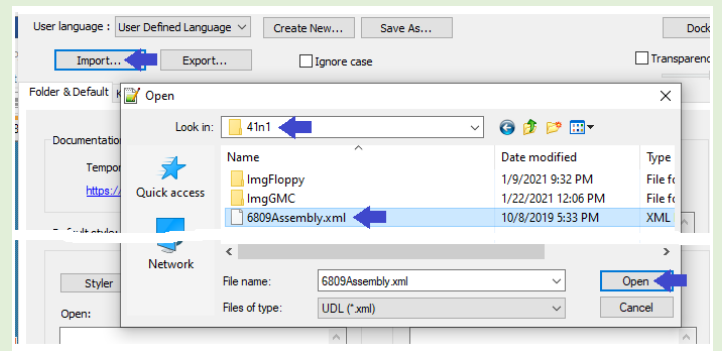 User language : User Defined Language Create New... Save As... Dock
Import... Export... Ignore case Transparenc
Folder & Default K Open
Look in: 41n1
Documentatio
Name Date modified Type
Tempor ImgFloppy 1/9/2021 9:32 PM File fo
https:/ Quick access ImgGMC 1/22/2021 12:06 PM File fo
6809Assembly.xml 10/8/2019 5:33 PM XML
Network
Styler File name: 6809Assembly.xml Open
Open: Files of type: UDL (*.xml) Cancel